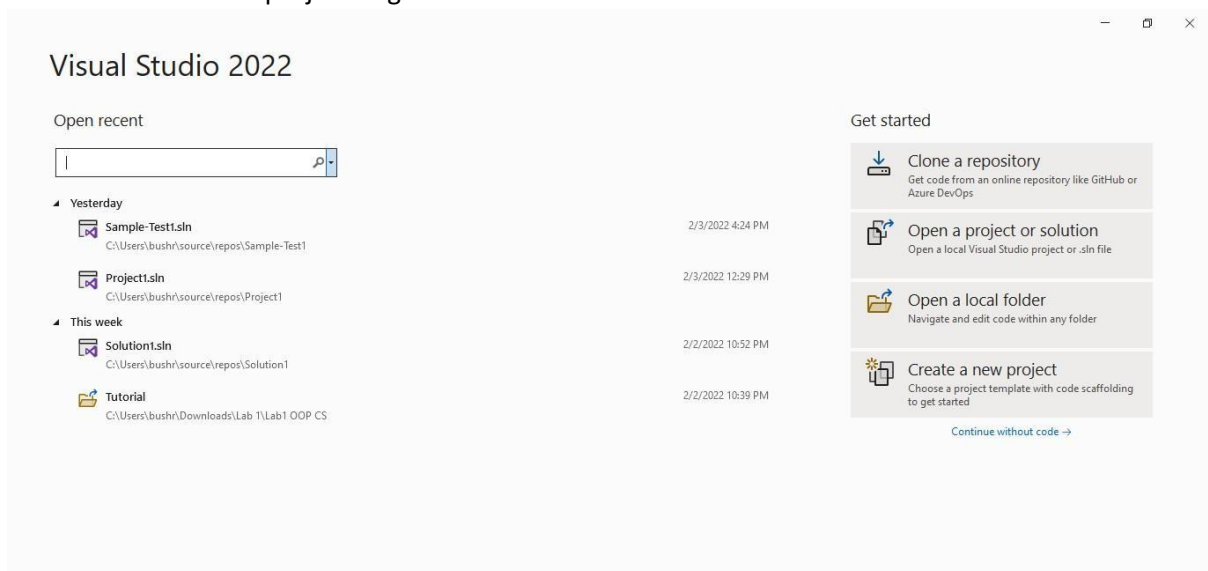 Visual Studio 2022
Open recent
Yesterday
Sample-Test1.sln
2/3/2022 4:24 PM
C:\Users\bushr\source\repos\Sample-Test1
Project1.sln
2/3/2022 12:29 PM
C:\Users\bushr\source\repos\Project1
This week
Solution1.sln
2/2/2022 10:52 PM
C:\Users\bushr\source\repos\Solution1
Tutorial
2/2/2022 10:39 PM
C:\Users\bushr\Downloads\Lab 1\Lab1 OOP CS
Get started
Clone a repository
Get code from an online repository like GitHub or
Azure DevOps
Open a project or solution
Open a local Visual Studio project or .sln file
Open a local folder
Navigate and edit code within any folder
Create a new project
Choose a project template with code scaffolding
to get started
Continue without code →